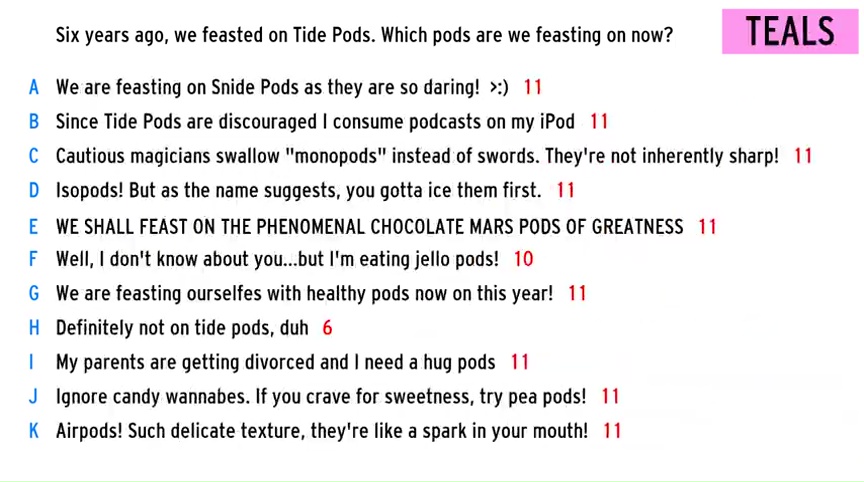 Six years ago, we feasted on Tide Pods. Which pods are we feasting on now?
TEALS
A We are feasting on Snide Pods as they are so daring! >:) 11
B Since Tide Pods are discouraged I consume podcasts on my iPod 11
C Cautious magicians swallow "monopods" instead of swords. They're not inherently sharp! 11
D Isopods! But as the name suggests, you gotta ice them first. 11
E WE SHALL FEAST ON THE PHENOMENAL CHOCOLATE MARS PODS OF GREATNESS 11
F Well, I don't know about you...but I'm eating jello pods! 10
G We are feasting ourselfes with healthy pods now on this year! 11
H Definitely not on tide pods, duh 6
I My parents are getting divorced and I need a hug pods 11
J Ignore candy wannabes. If you crave for sweetness, try pea pods! 11
K Airpods! Such delicate texture, they're like a spark in your mouth! 11